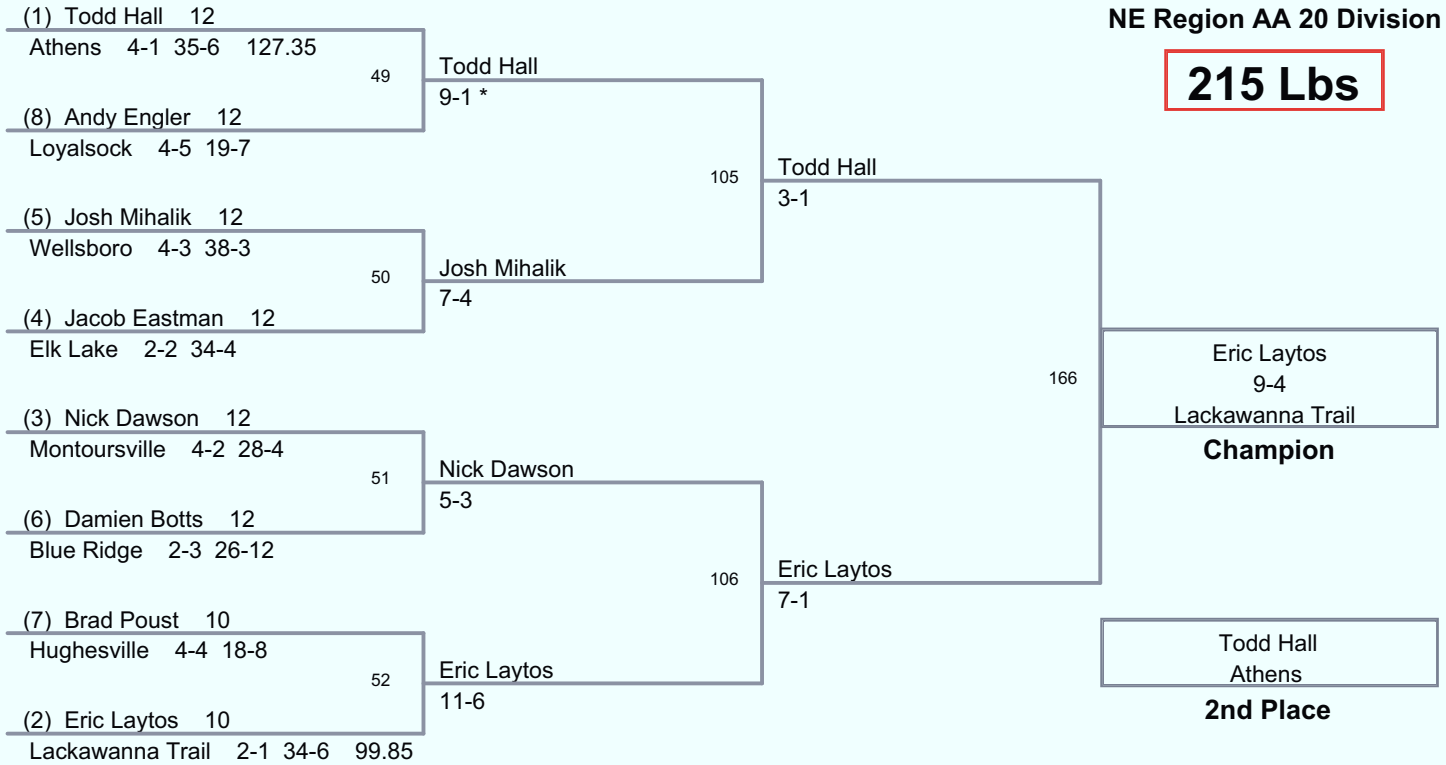 (1) Todd Hall 12
Athens 4-1 35-6 127.35
49
(8) Andy Engler 12
Loyalsock 4-5 19-7
(5) Josh Mihalik 12
Wellsboro 4-3 38-3
50
(4) Jacob Eastman 12
Elk Lake 2-2 34-4
(3) Nick Dawson 12
Montoursville 4-2 28-4
51
(6) Damien Botts 12
Blue Ridge 2-3 26-12
(7) Brad Poust 10
Hughesville 4-4 18-8
52
(2) Eric Laytos 10
Lackawanna Trail 2-1 34-6 99.85
Todd Hall
9-1 *
105
Josh Mihalik
7-4
Nick Dawson
5-3
106
Eric Laytos
11-6
Todd Hall
3-1
166
Eric Laytos
7-1
NE Region AA 20 Division
215 Lbs
Eric Laytos
9-4
Lackawanna Trail
Champion
Todd Hall
Athens
2nd Place